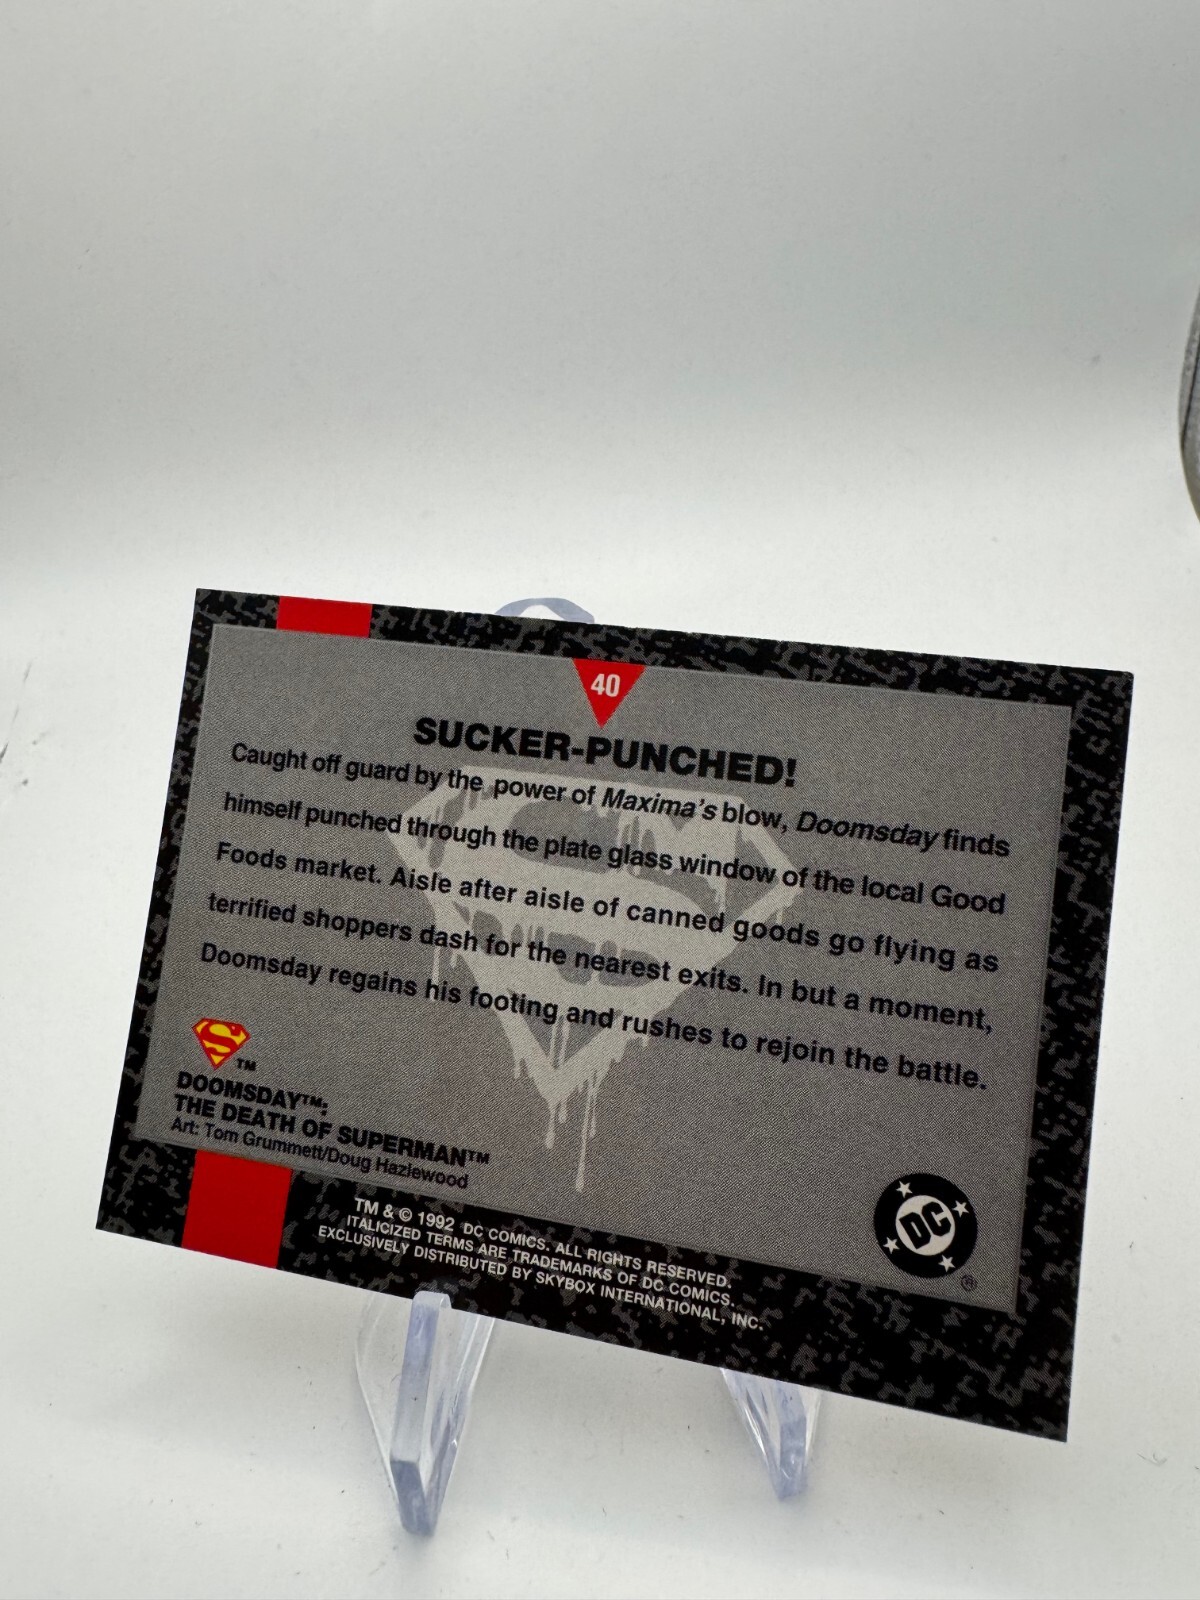 40
SUCKER-PUNCHED!
Caught off guard by the power of Maxima's blow, Doomsday finds
himself punched through the plate glass window of the local Good
Foods market. Aisle after aisle of canned goods go flying as
terrified shoppers dash for the nearest exits. In but a moment,
Doomsday regains his footing and rushes to rejoin the battle.
S
TM
DOOMSDAY™:
THE DEATH OF SUPERMAN™
Art: Tom Grummett/Doug Hazlewood
DC
®
TM & © 1992 DC COMICS. ALL RIGHTS RESERVED.
ITALICIZED TERMS ARE TRADEMARKS OF DC COMICS.
EXCLUSIVELY DISTRIBUTED BY SKYBOX INTERNATIONAL, INC.